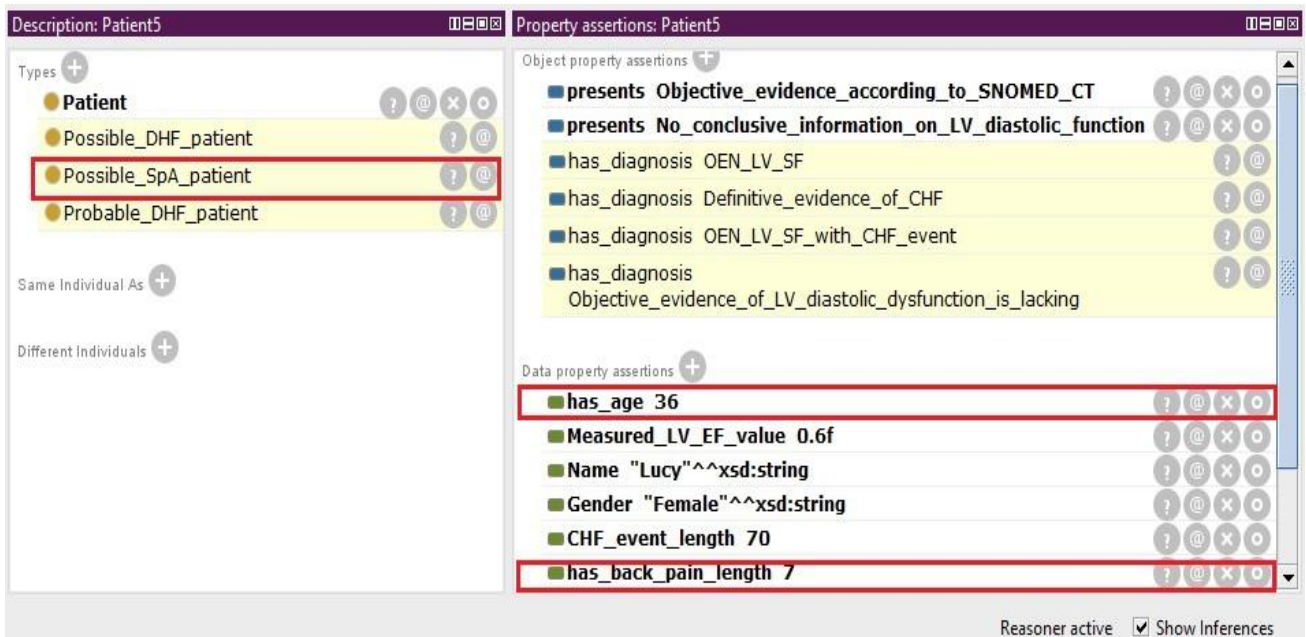 Description: Patient5
Types
Patient
Possible_DHF_patient
Possible_SpA_patient
Probable_DHF_patient
Same Individual As
Different Individuals
Property assertions: Patient5
Object property assertions
presents Objective_evidence_according_to_SNOMED_CT
presents No_conclusive_information_on_LV_diastolic_function
has_diagnosis OEN_LV_SF
has_diagnosis Definitive_evidence_of_CHF
has_diagnosis OEN_LV_SF_with_CHF_event
has_diagnosis
Objective_evidence_of_LV_diastolic_dysfunction_is_lacking
Data property assertions
has_age 36
Measured_LV_EF_value 0.6f
Name "Lucy"^^xsd:string
Gender "Female"^^xsd:string
CHF_event_length 70
has_back_pain_length 7
Reasoner active Show Inferences